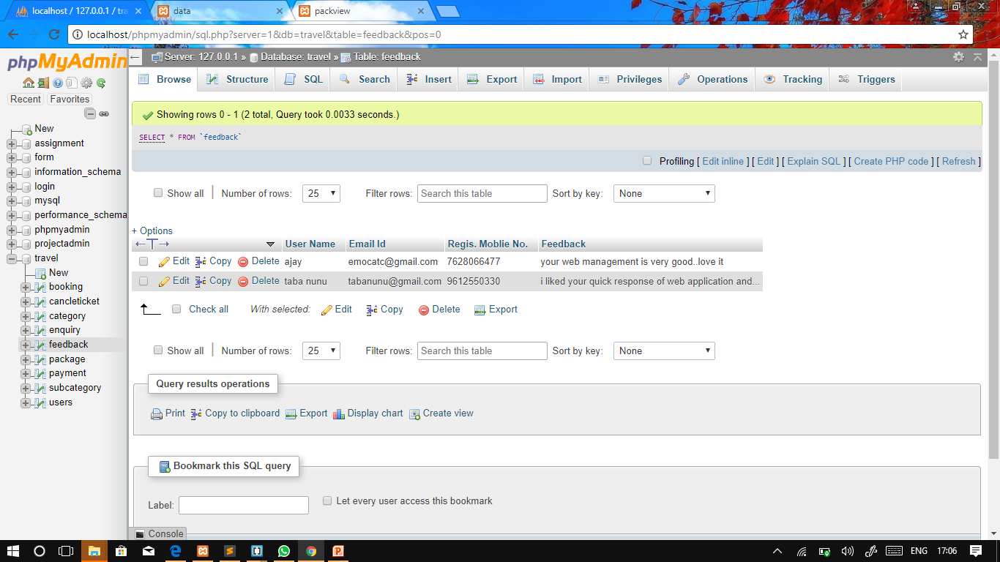 localhost / 127.0.0.1 / tra
data
packview
localhost/phpmyadmin/sql.php?server=1&db=travel&table=feedback&pos=0
phpMyAdmin
Recent Favorites
New
assignment
form
information_schema
login
mysql
performance_schema
phpmyadmin
projectadmin
travel
New
booking
cancleticket
category
enquiry
feedback
package
payment
subcategory
users
Server: 127.0.0.1 » Database: travel » Table: feedback
Browse Structure SQL Search Insert Export Import Privileges Operations Tracking Triggers
Showing rows 0 - 1 (2 total, Query took 0.0033 seconds.)
SELECT * FROM `feedback`
Profiling [ Edit inline ] [ Edit ] [ Explain SQL ] [ Create PHP code ] [ Refresh ]
Show all Number of rows: 25 Filter rows: Search this table Sort by key: None
+ Options
←T→ User Name Email Id Regis. Moblie No. Feedback
Edit Copy Delete ajay emocatc@gmail.com 7628066477 your web management is very good..love it
Edit Copy Delete taba nunu tabanunu@gmail.com 9612550330 i liked your quick response of web application and...
Check all With selected: Edit Copy Delete Export
Show all Number of rows: 25 Filter rows: Search this table Sort by key: None
Query results operations
Print Copy to clipboard Export Display chart Create view
Bookmark this SQL query
Label: Let every user access this bookmark
Console
ENG 17:06